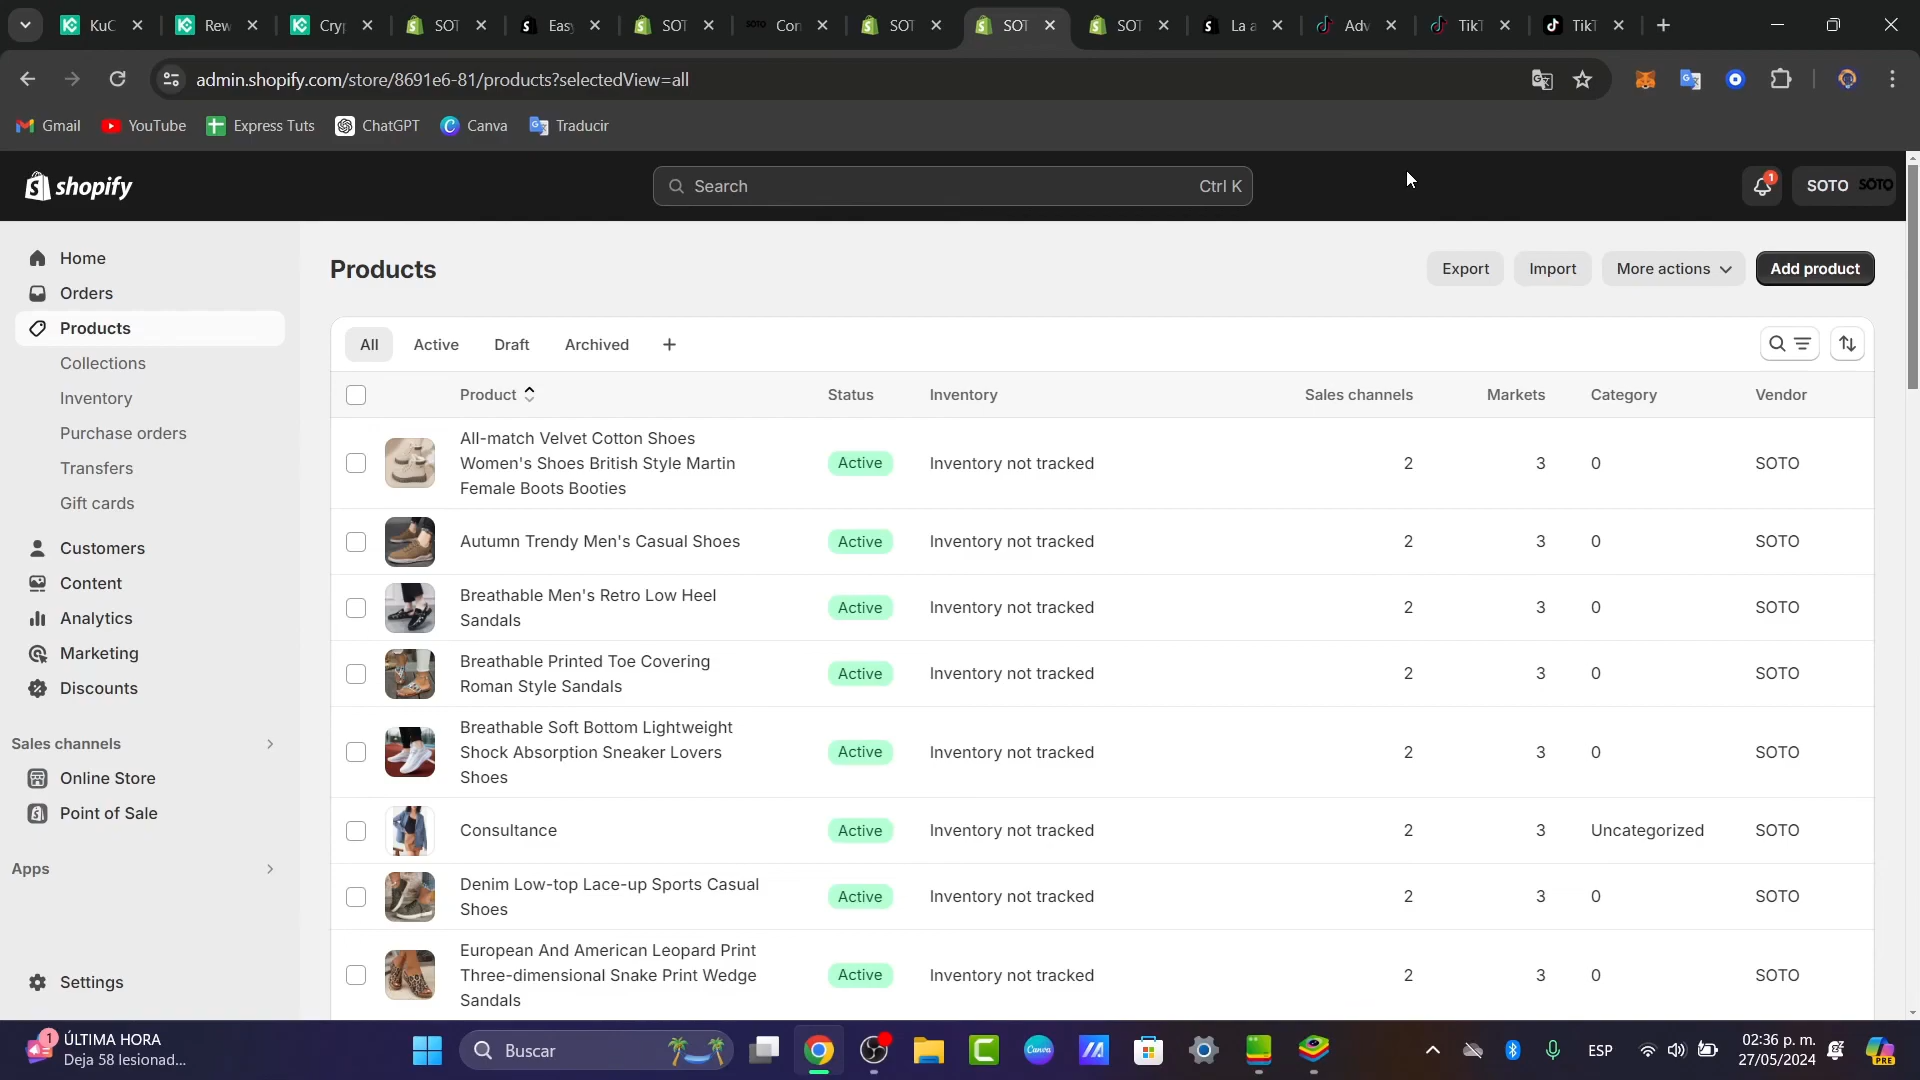 KuC
Rew
Cry
SOT
Easy
SOT
SOTO Con
SOT
SOT
SOT
La a
Adv
TikT
TikT
admin.shopify.com/store/8691e6-81/products?selectedView=all
Gmail
YouTube
Express Tuts
ChatGPT
Canva
Traducir
shopify
Search
Ctrl K
1
SOTO
SOTO
Home
Orders
Products
Collections
Inventory
Purchase orders
Transfers
Gift cards
Customers
Content
Analytics
Marketing
Discounts
Sales channels
Online Store
Point of Sale
Apps
Settings
Products
Export
Import
More actions
Add product
All
Active
Draft
Archived
+
Product
Status
Inventory
Sales channels
Markets
Category
Vendor
All-match Velvet Cotton Shoes
Women's Shoes British Style Martin
Female Boots Booties
Active
Inventory not tracked
2
3
0
SOTO
Autumn Trendy Men's Casual Shoes
Active
Inventory not tracked
2
3
0
SOTO
Breathable Men's Retro Low Heel
Sandals
Active
Inventory not tracked
2
3
0
SOTO
Breathable Printed Toe Covering
Roman Style Sandals
Active
Inventory not tracked
2
3
0
SOTO
Breathable Soft Bottom Lightweight
Shock Absorption Sneaker Lovers
Shoes
Active
Inventory not tracked
2
3
0
SOTO
Consultance
Active
Inventory not tracked
2
3
Uncategorized
SOTO
Denim Low-top Lace-up Sports Casual
Shoes
Active
Inventory not tracked
2
3
0
SOTO
European And American Leopard Print
Three-dimensional Snake Print Wedge
Sandals
Active
Inventory not tracked
2
3
0
SOTO
1
ÚLTIMA HORA
Deja 58 lesionad...
Buscar
Canva
ESP
02:36 p. m.
27/05/2024
PRE